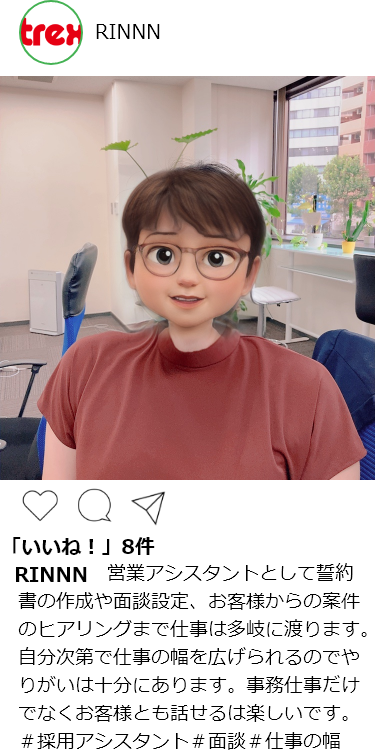 trex
RINNN
「いいね！」8件
RINNN　営業アシスタントとして誓約
書の作成や面談設定、お客様からの案件
のヒアリングまで仕事は多岐に渡ります。
自分次第で仕事の幅を広げられるのでや
りがいは十分にあります。事務仕事だけ
でなくお客様とも話せるは楽しいです。
＃採用アシスタント＃面談＃仕事の幅